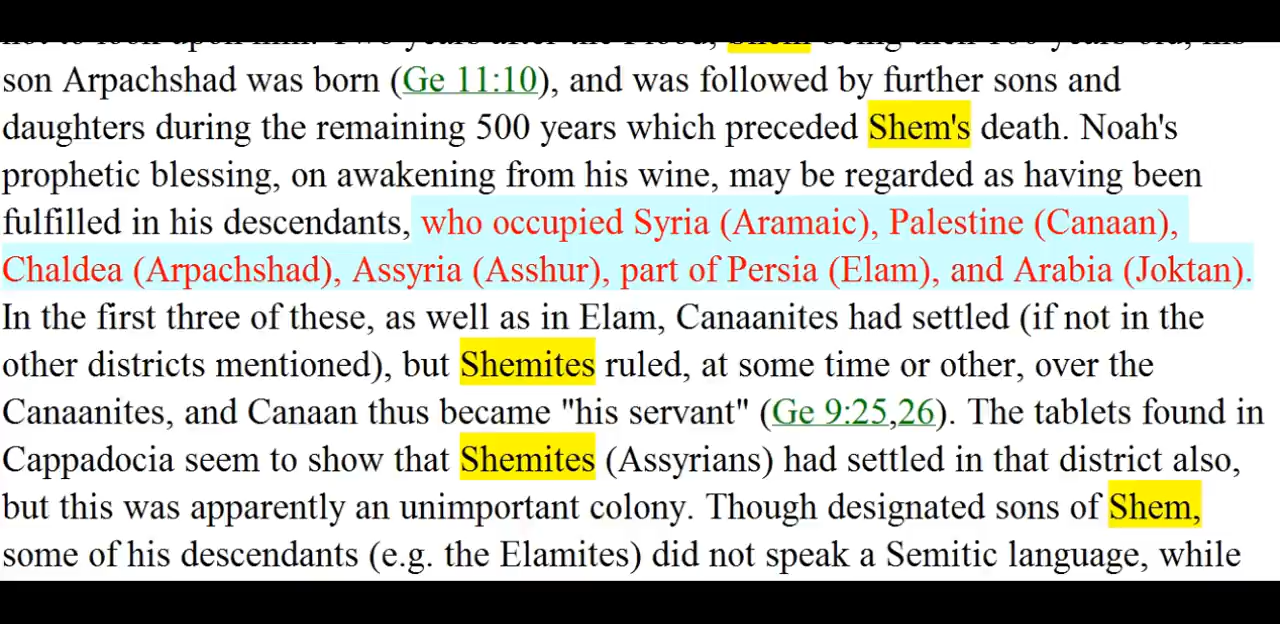 Shem being then 100 years old, his
son Arpachshad was born (Ge 11:10), and was followed by further sons and
daughters during the remaining 500 years which preceded Shem's death. Noah's
prophetic blessing, on awakening from his wine, may be regarded as having been
fulfilled in his descendants, who occupied Syria (Aramaic), Palestine (Canaan),
Chaldea (Arpachshad), Assyria (Asshur), part of Persia (Elam), and Arabia (Joktan).
In the first three of these, as well as in Elam, Canaanites had settled (if not in the
other districts mentioned), but Shemites ruled, at some time or other, over the
Canaanites, and Canaan thus became "his servant" (Ge 9:25,26). The tablets found in
Cappadocia seem to show that Shemites (Assyrians) had settled in that district also,
but this was apparently an unimportant colony. Though designated sons of Shem,
some of his descendants (e.g. the Elamites) did not speak a Semitic language, while